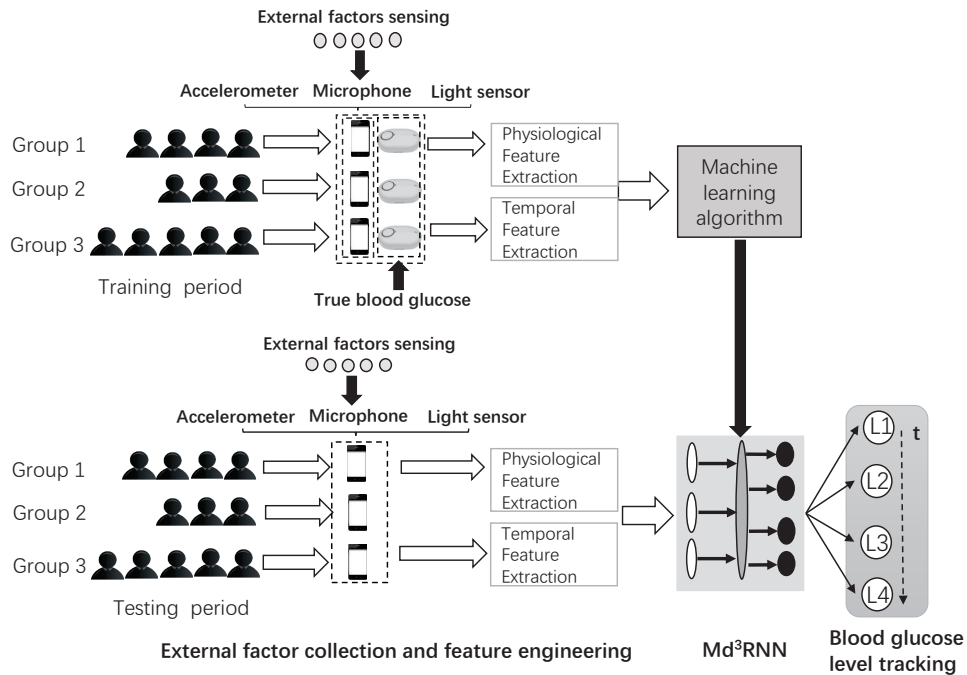 External factors sensing
Accelerometer Microphone Light sensor
Group 1
Group 2
Group 3
Training period
True blood glucose
Physiological
Feature
Extraction
Temporal
Feature
Extraction
Machine
learning
algorithm
External factors sensing
Accelerometer Microphone Light sensor
Group 1
Group 2
Group 3
Testing period
Physiological
Feature
Extraction
Temporal
Feature
Extraction
L1
t
L2
L3
L4
External factor collection and feature engineering
Md³RNN
Blood glucose
level tracking